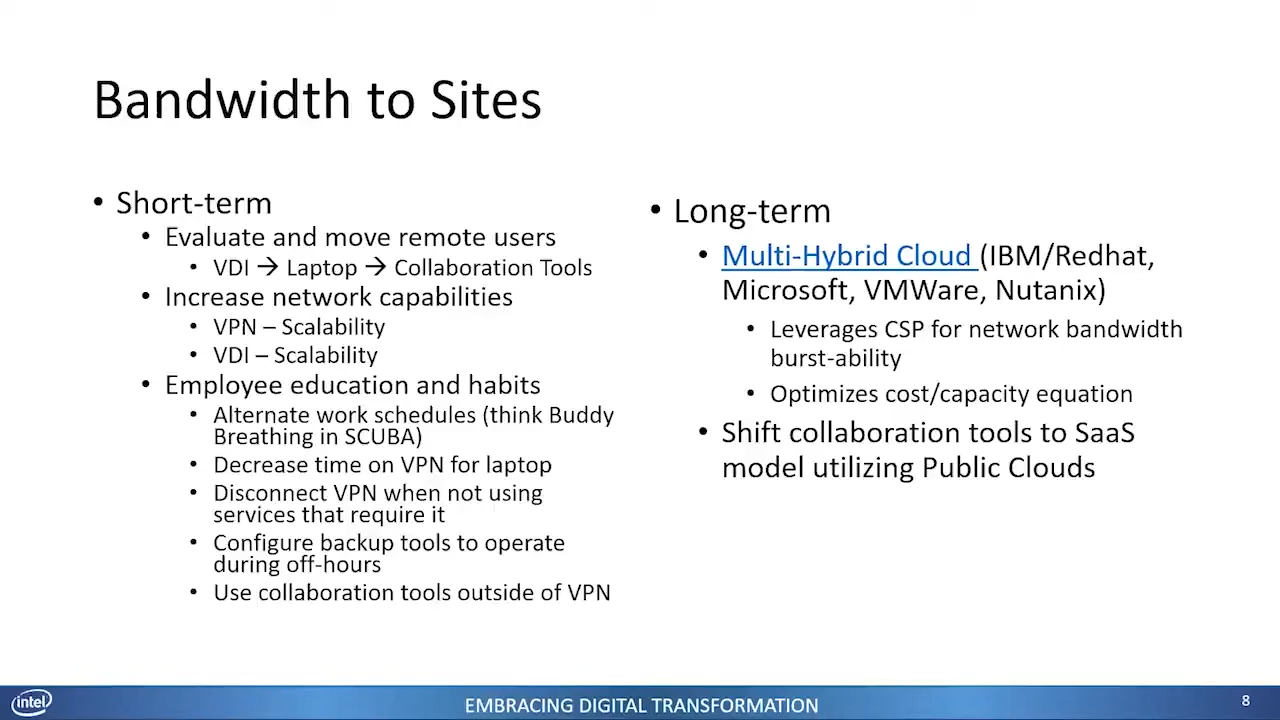 Bandwidth to Sites
• Short-term
• Evaluate and move remote users
• VDI → Laptop → Collaboration Tools
• Increase network capabilities
• VPN – Scalability
• VDI – Scalability
• Employee education and habits
• Alternate work schedules (think Buddy
Breathing in SCUBA)
• Decrease time on VPN for laptop
• Disconnect VPN when not using
services that require it
• Configure backup tools to operate
during off-hours
• Use collaboration tools outside of VPN
• Long-term
• Multi-Hybrid Cloud (IBM/Redhat,
Microsoft, VMWare, Nutanix)
• Leverages CSP for network bandwidth
burst-ability
• Optimizes cost/capacity equation
• Shift collaboration tools to SaaS
model utilizing Public Clouds
intel
EMBRACING DIGITAL TRANSFORMATION
8